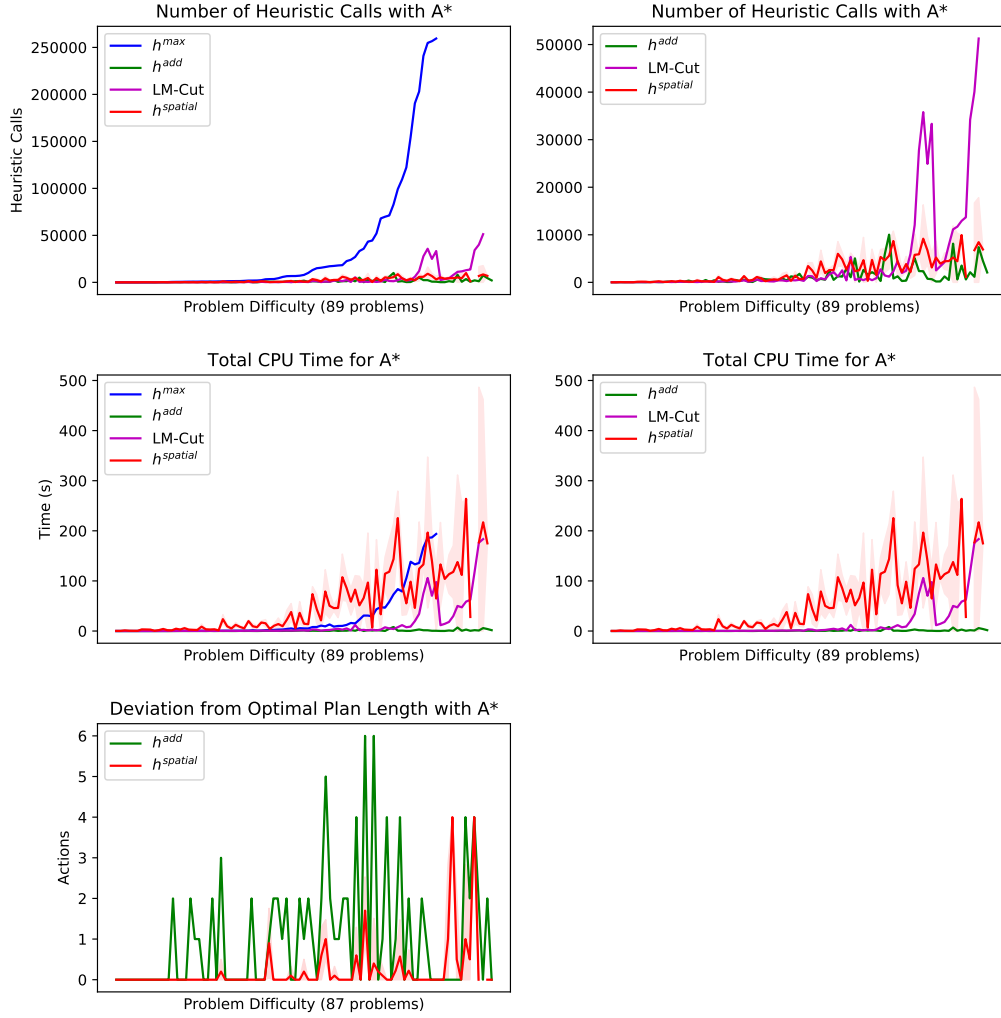 Number of Heuristic Calls with A*
250000
200000
150000
100000
50000
0
Heuristic Calls
h^max
h^add
LM-Cut
h^spatial
Problem Difficulty (89 problems)
Number of Heuristic Calls with A*
50000
40000
30000
20000
10000
0
h^add
LM-Cut
h^spatial
Problem Difficulty (89 problems)
Total CPU Time for A*
500
400
300
200
100
0
Time (s)
h^max
h^add
LM-Cut
h^spatial
Problem Difficulty (89 problems)
Total CPU Time for A*
500
400
300
200
100
0
h^add
LM-Cut
h^spatial
Problem Difficulty (89 problems)
Deviation from Optimal Plan Length with A*
6
5
4
3
2
1
0
Actions
h^add
h^spatial
Problem Difficulty (87 problems)